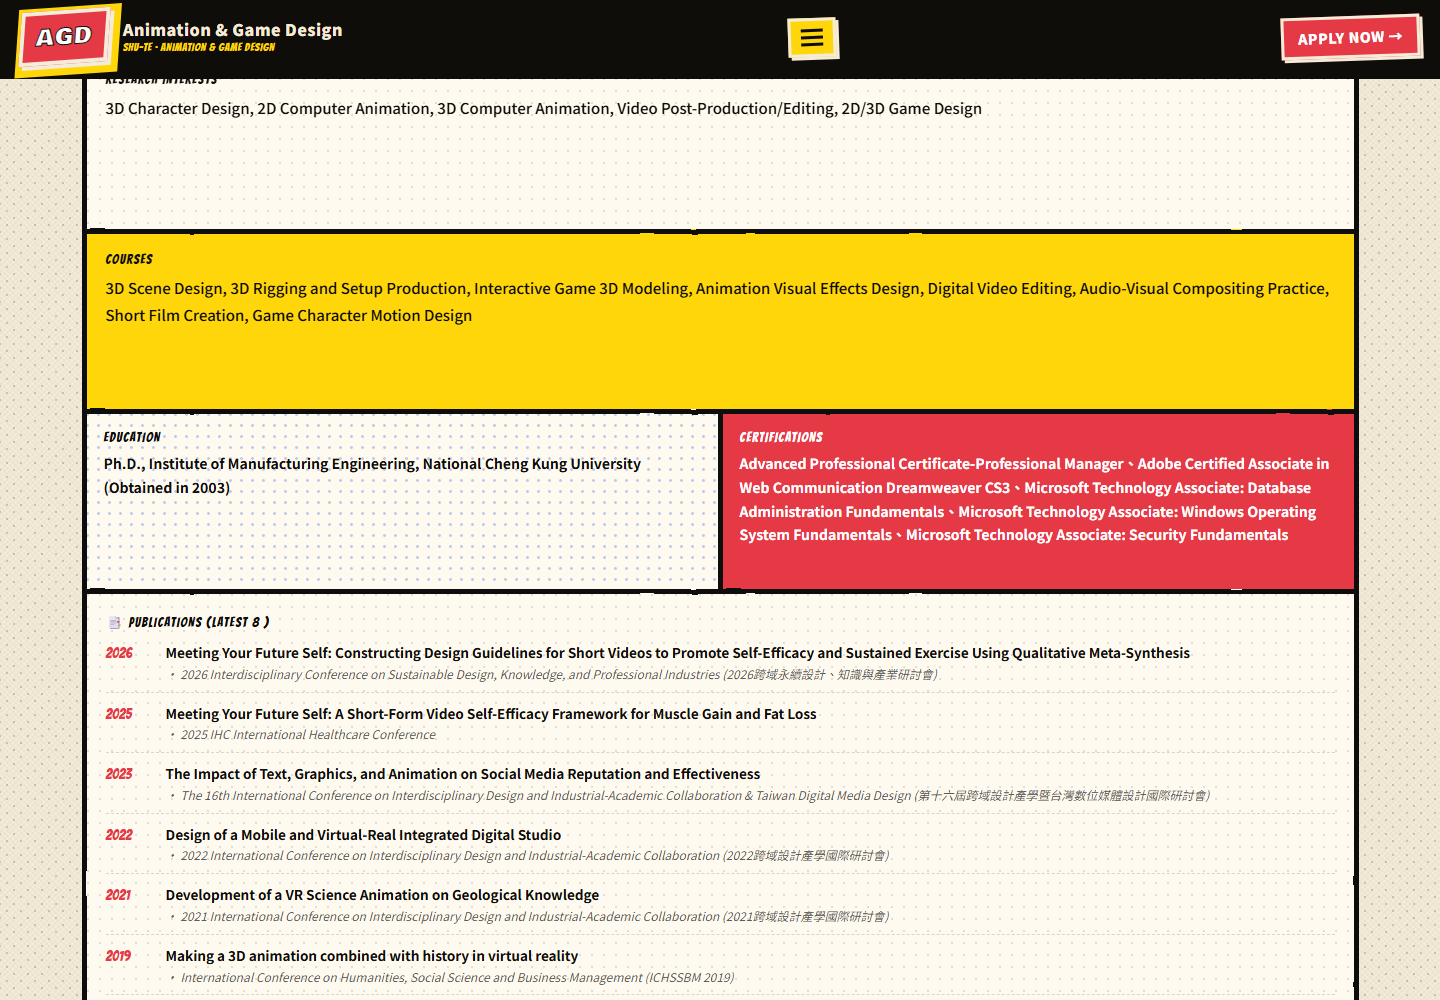 AGD
Animation & Game Design
SHU-TE · ANIMATION & GAME DESIGN
APPLY NOW →
RESEARCH INTERESTS
3D Character Design, 2D Computer Animation, 3D Computer Animation, Video Post-Production/Editing, 2D/3D Game Design
COURSES
3D Scene Design, 3D Rigging and Setup Production, Interactive Game 3D Modeling, Animation Visual Effects Design, Digital Video Editing, Audio-Visual Compositing Practice,
Short Film Creation, Game Character Motion Design
EDUCATION
Ph.D., Institute of Manufacturing Engineering, National Cheng Kung University
(Obtained in 2003)
CERTIFICATIONS
Advanced Professional Certificate-Professional Manager、Adobe Certified Associate in
Web Communication Dreamweaver CS3、Microsoft Technology Associate: Database
Administration Fundamentals、Microsoft Technology Associate: Windows Operating
System Fundamentals、Microsoft Technology Associate: Security Fundamentals
PUBLICATIONS (LATEST 8 )
2026 Meeting Your Future Self: Constructing Design Guidelines for Short Videos to Promote Self-Efficacy and Sustained Exercise Using Qualitative Meta-Synthesis
・ 2026 Interdisciplinary Conference on Sustainable Design, Knowledge, and Professional Industries (2026跨域永續設計、知識與產業研討會)
2025 Meeting Your Future Self: A Short-Form Video Self-Efficacy Framework for Muscle Gain and Fat Loss
・ 2025 IHC International Healthcare Conference
2023 The Impact of Text, Graphics, and Animation on Social Media Reputation and Effectiveness
・ The 16th International Conference on Interdisciplinary Design and Industrial-Academic Collaboration & Taiwan Digital Media Design (第十六屆跨域設計產學暨台灣數位媒體設計國際研討會)
2022 Design of a Mobile and Virtual-Real Integrated Digital Studio
・ 2022 International Conference on Interdisciplinary Design and Industrial-Academic Collaboration (2022跨域設計產學國際研討會)
2021 Development of a VR Science Animation on Geological Knowledge
・ 2021 International Conference on Interdisciplinary Design and Industrial-Academic Collaboration (2021跨域設計產學國際研討會)
2019 Making a 3D animation combined with history in virtual reality
・ International Conference on Humanities, Social Science and Business Management (ICHSSBM 2019)